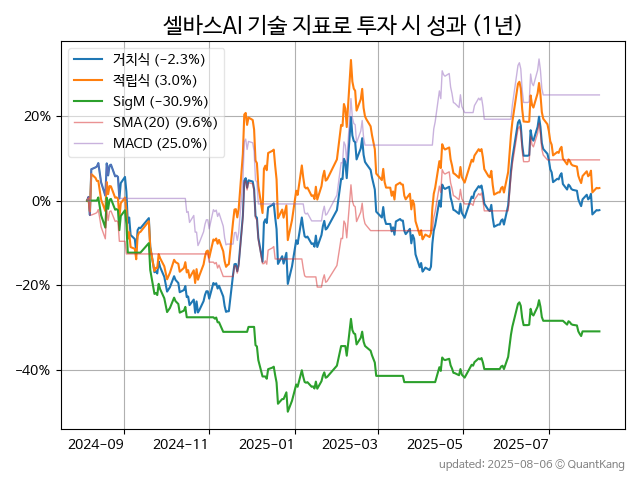 셀바스AI 기술 지표로 투자 시 성과 (1년)
거치식 (-2.3%)
적립식 (3.0%)
SigM (-30.9%)
SMA(20) (9.6%)
MACD (25.0%)
20%
0%
-20%
-40%
2024-09 2024-11 2025-01 2025-03 2025-05 2025-07
updated: 2025-08-06 © QuantKang